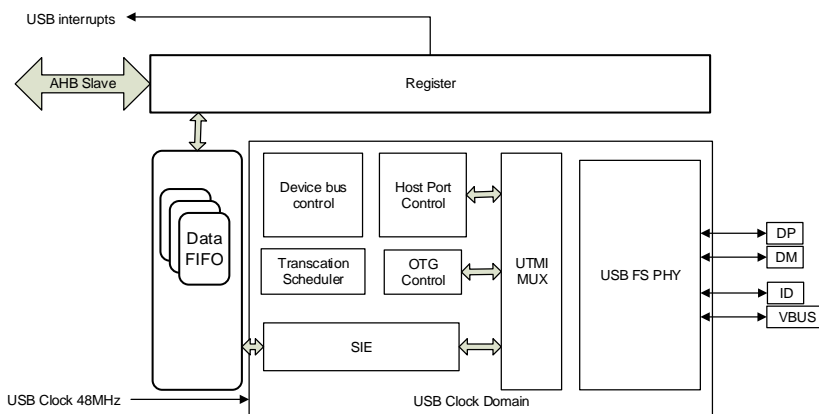 USB interrupts
AHB Slave
Register
Device bus
control
Host Port
Control
Data
FIFO
Transcation
Scheduler
OTG
Control
UTMI
MUX
USB FS PHY
DP
DM
ID
VBUS
SIE
USB Clock 48MHz
USB Clock Domain